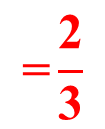 = 2/3